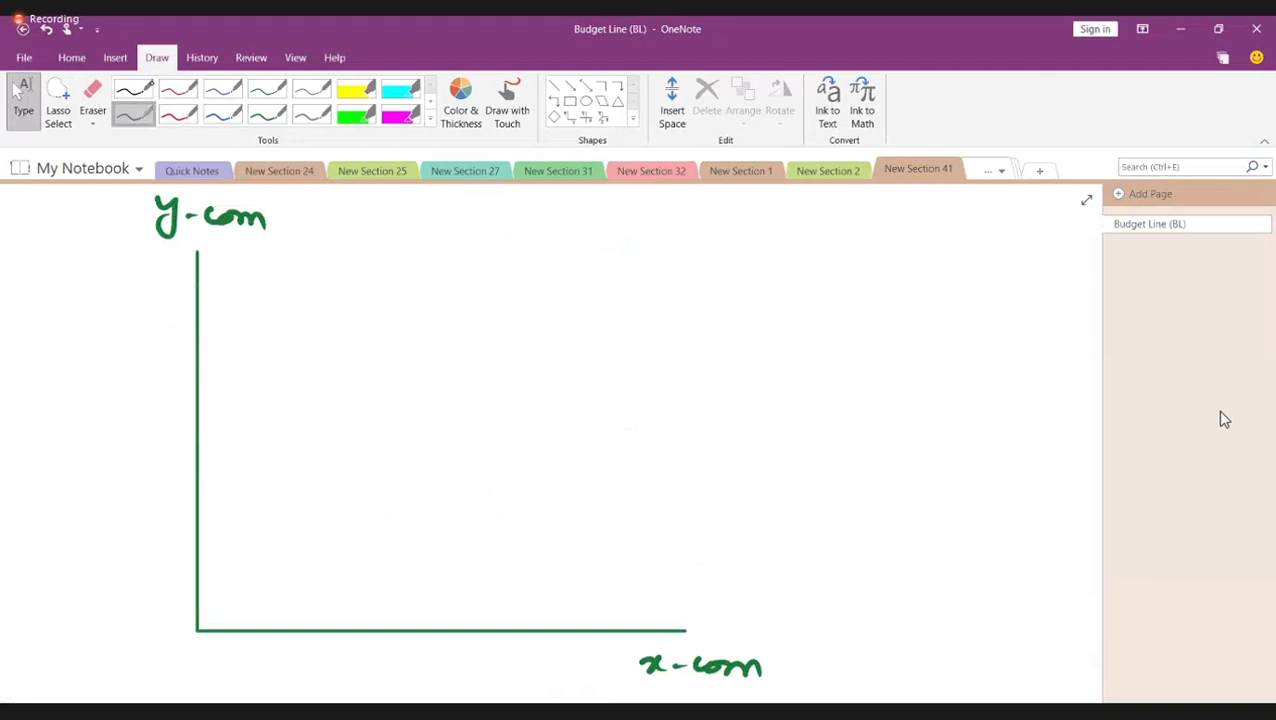 Recording
Budget Line (BL) - OneNote
Sign in
File Home Insert Draw History Review View Help
Type
Lasso Select
Eraser
Color & Thickness
Draw with Touch
Insert Space
Delete
Arrange
Rotate
Ink to Text
Ink to Math
Tools
Shapes
Edit
Convert
My Notebook
Quick Notes
New Section 24
New Section 25
New Section 27
New Section 31
New Section 32
New Section 1
New Section 2
New Section 41
...
Search (Ctrl+E)
Add Page
Budget Line (BL)
y-com
x-com